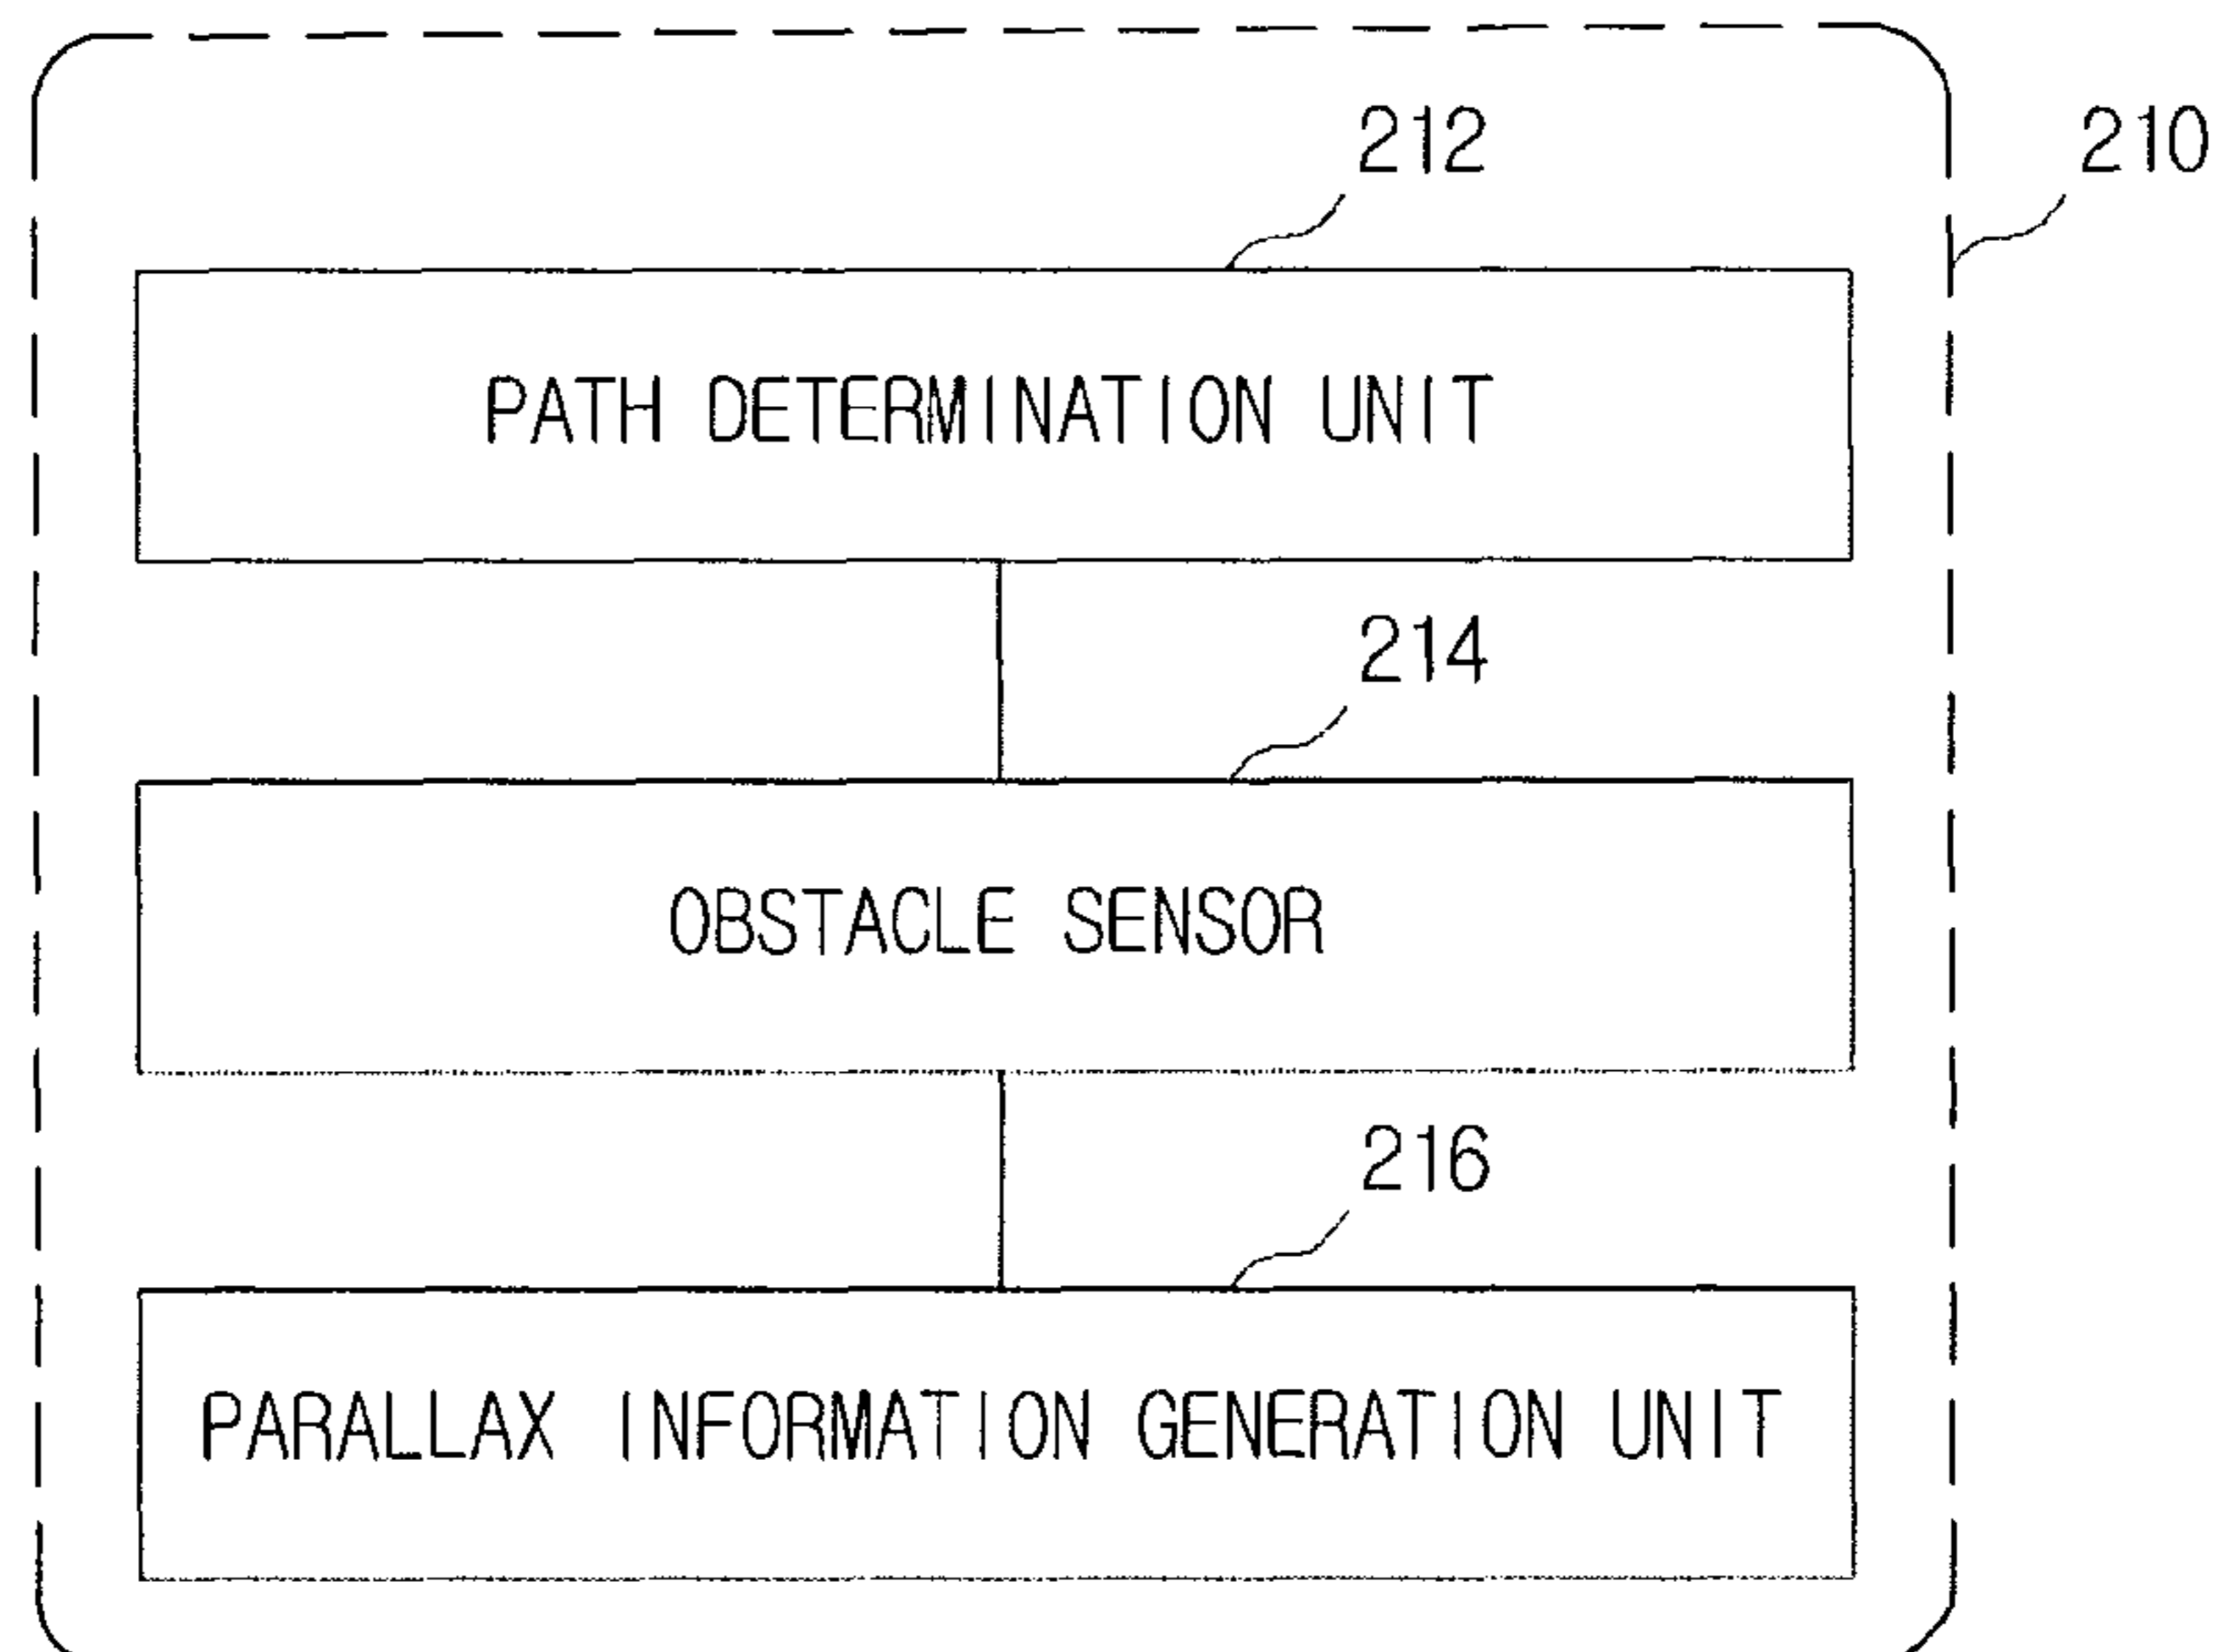 212
210
PATH DETERMINATION UNIT
214
OBSTACLE SENSOR
216
PARALLAX INFORMATION GENERATION UNIT